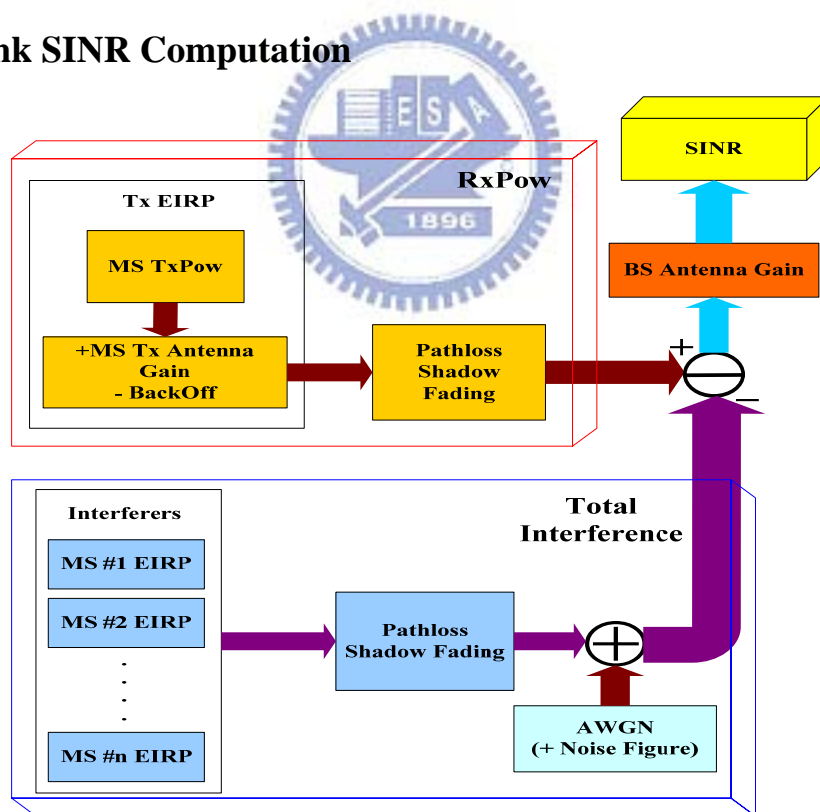 nk SINR Computation
ESA
1896
SINR
RxPow
Tx EIRP
MS TxPow
BS Antenna Gain
+MS Tx Antenna
Gain
- BackOff
Pathloss
Shadow
Fading
+
−
Total
Interference
Interferers
MS #1 EIRP
MS #2 EIRP
Pathloss
Shadow Fading
AWGN
(+ Noise Figure)
MS #n EIRP